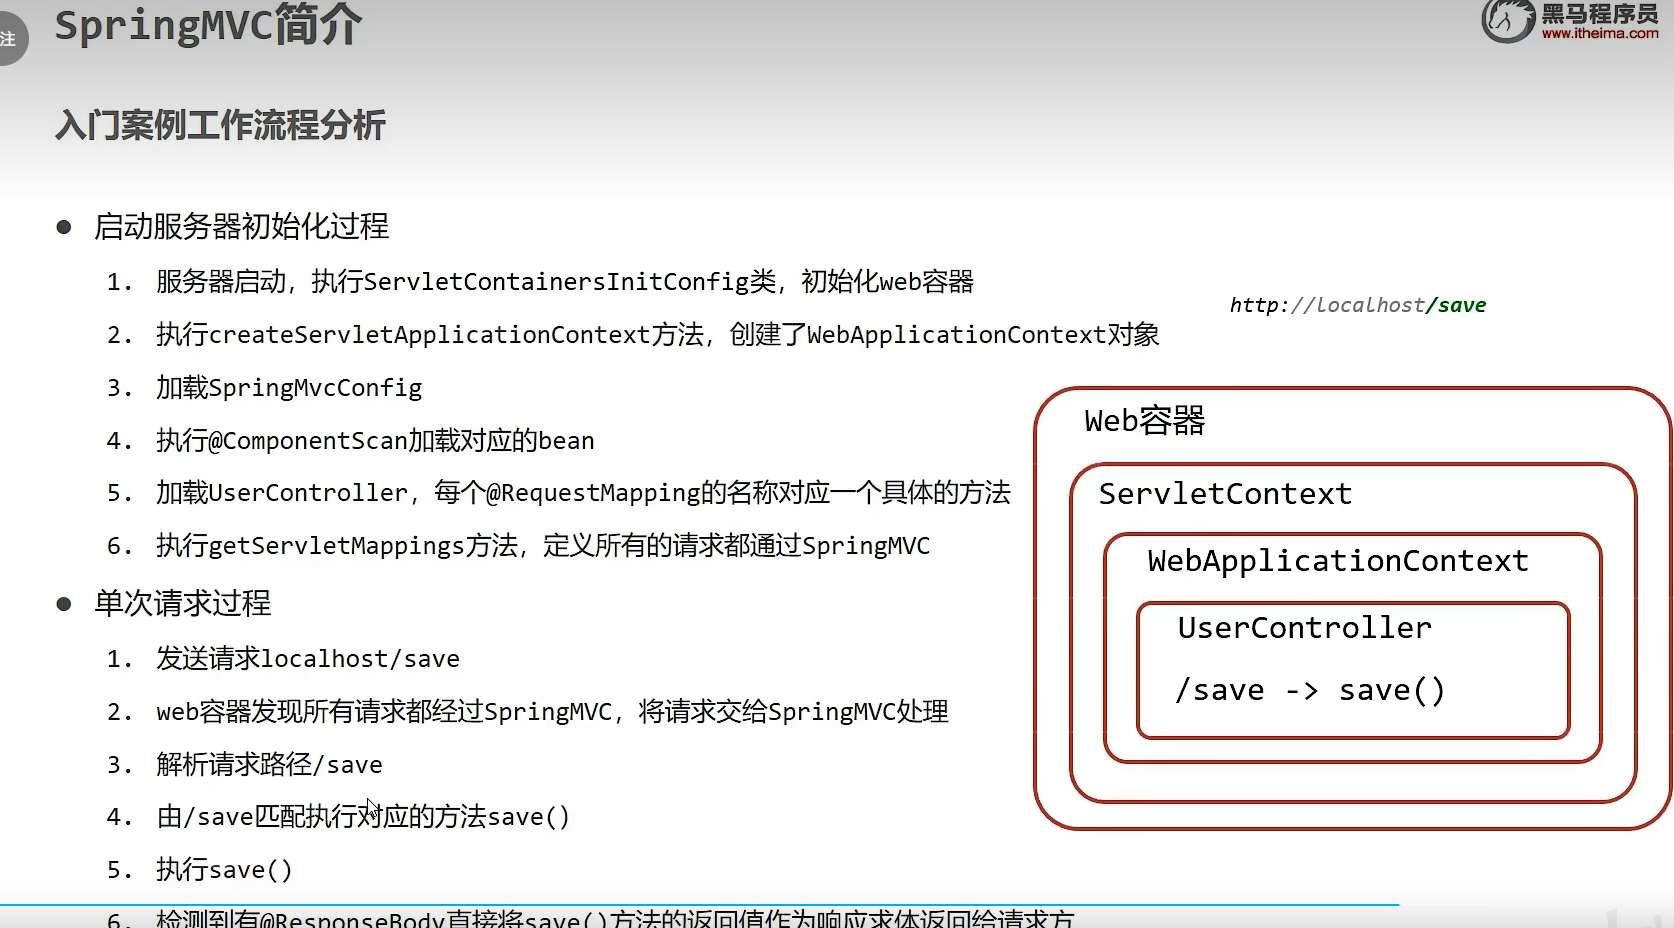 注
SpringMVC简介
黑马程序员
www.itheima.com
入门案例工作流程分析
● 启动服务器初始化过程
1. 服务器启动，执行ServletContainersInitConfig类，初始化web容器
2. 执行createServletApplicationContext方法，创建了WebApplicationContext对象
3. 加载SpringMvcConfig
4. 执行@ComponentScan加载对应的bean
5. 加载UserController，每个@RequestMapping的名称对应一个具体的方法
6. 执行getServletMappings方法，定义所有的请求都通过SpringMVC
● 单次请求过程
1. 发送请求localhost/save
2. web容器发现所有请求都经过SpringMVC，将请求交给SpringMVC处理
3. 解析请求路径/save
4. 由/save匹配执行对应的方法save()
5. 执行save()
6. 检测到有@ResponseBody直接将save()方法的返回值作为响应求体返回给请求方
http://localhost/save
Web容器
ServletContext
WebApplicationContext
UserController
/save -> save()